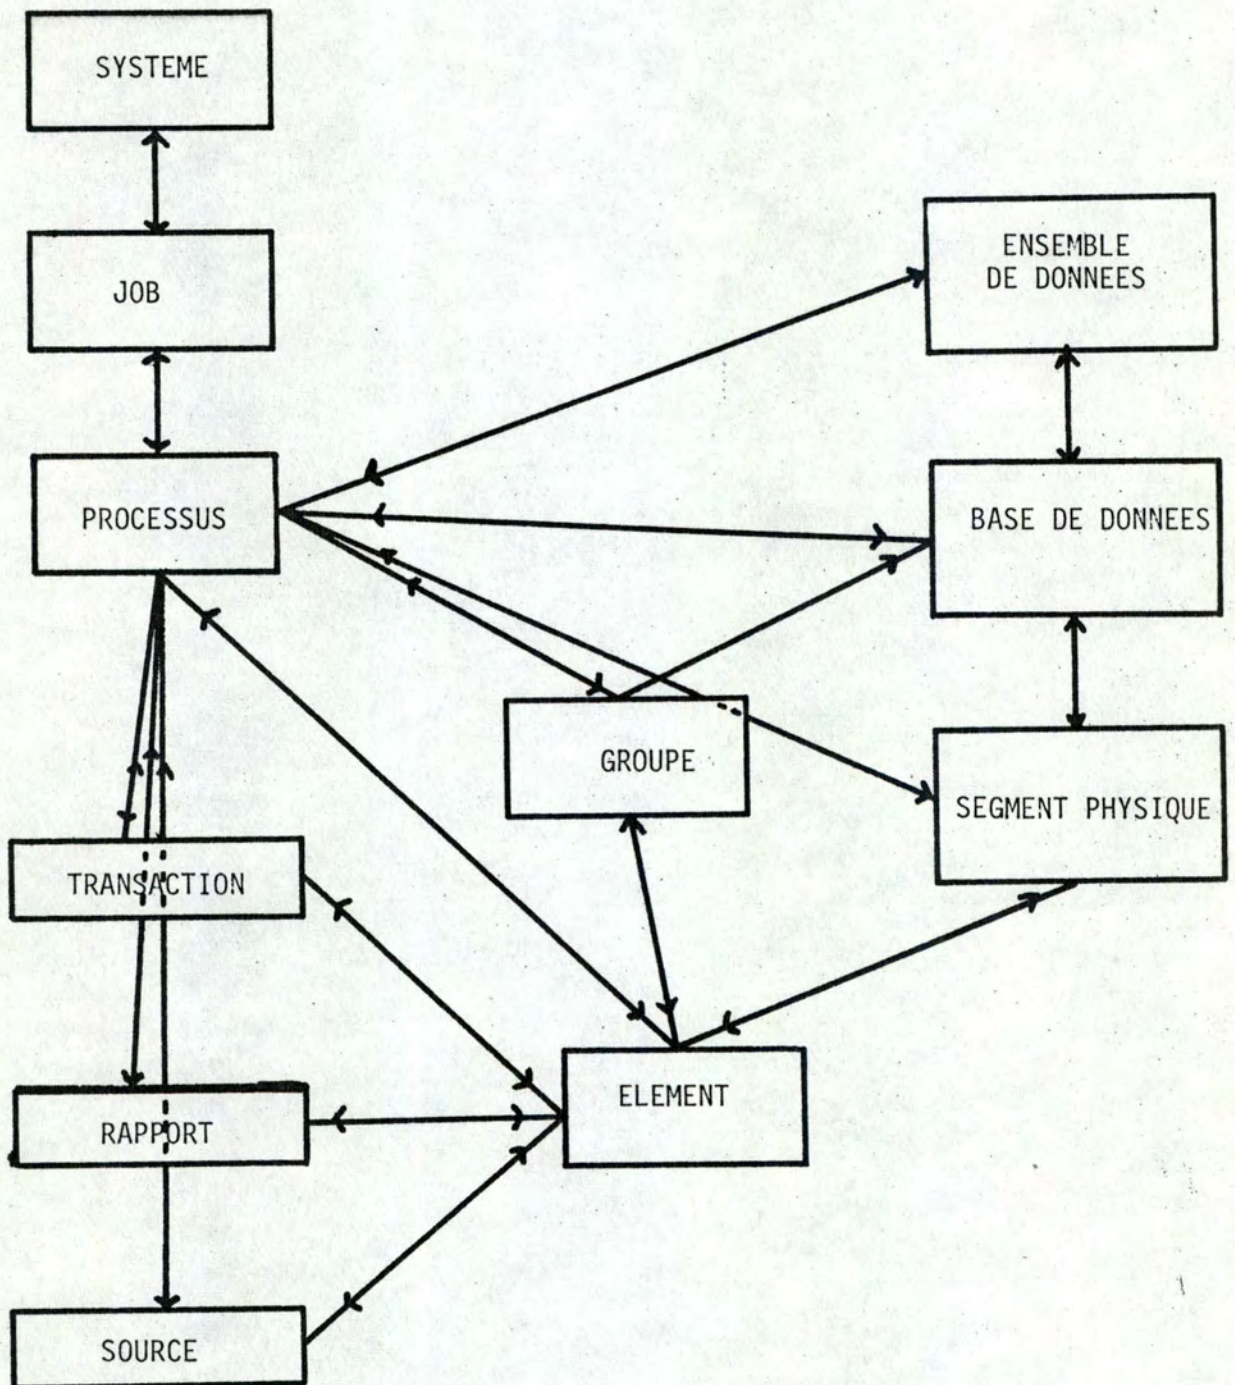 SYSTEME
JOB
ENSEMBLE
DE DONNEES
PROCESSUS
BASE DE DONNEES
GROUPE
SEGMENT PHYSIQUE
TRANSACTION
ELEMENT
RAPPORT
SOURCE